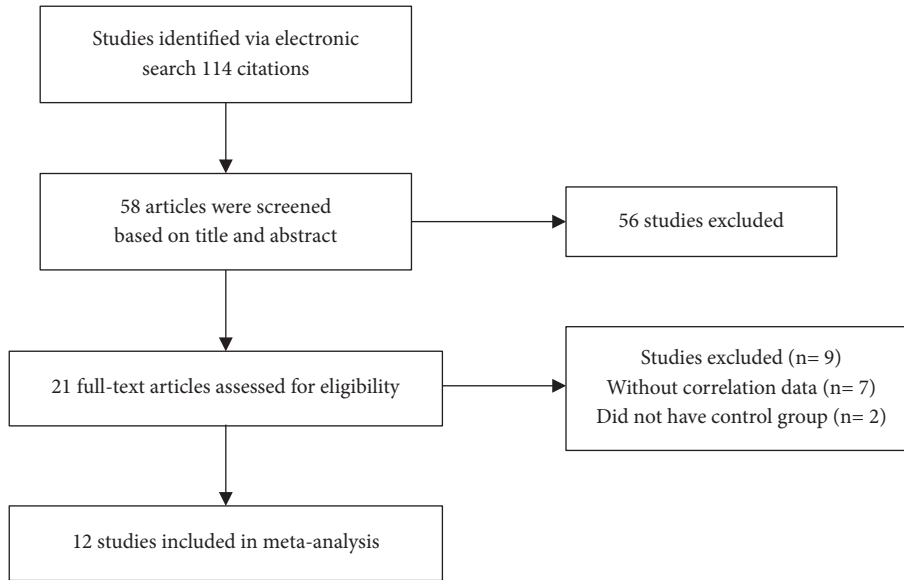 Studies identified via electronic
search 114 citations
58 articles were screened
based on title and abstract
56 studies excluded
21 full-text articles assessed for eligibility
Studies excluded (n= 9)
Without correlation data (n= 7)
Did not have control group (n= 2)
12 studies included in meta-analysis